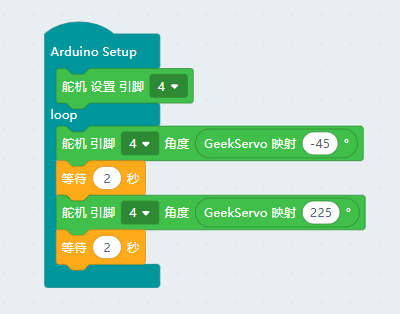 Arduino Setup
舵机 设置 引脚 4
loop
舵机 引脚 4 角度 GeekServo 映射 -45 °
等待 2 秒
舵机 引脚 4 角度 GeekServo 映射 225 °
等待 2 秒